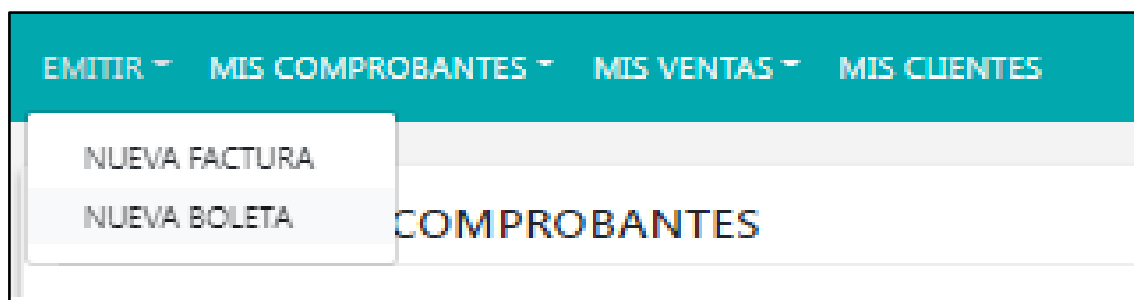 EMITIR MIS COMPROBANTES MIS VENTAS MIS CLIENTES
NUEVA FACTURA
NUEVA BOLETA
COMPROBANTES